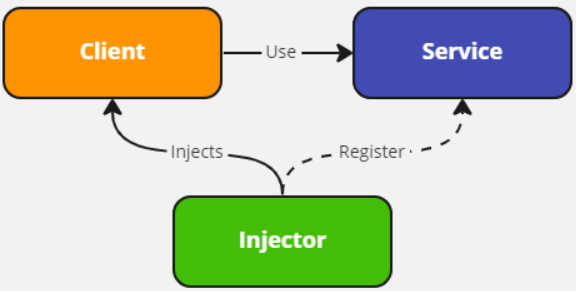 Client
Use
Service
Injects
Register
Injector